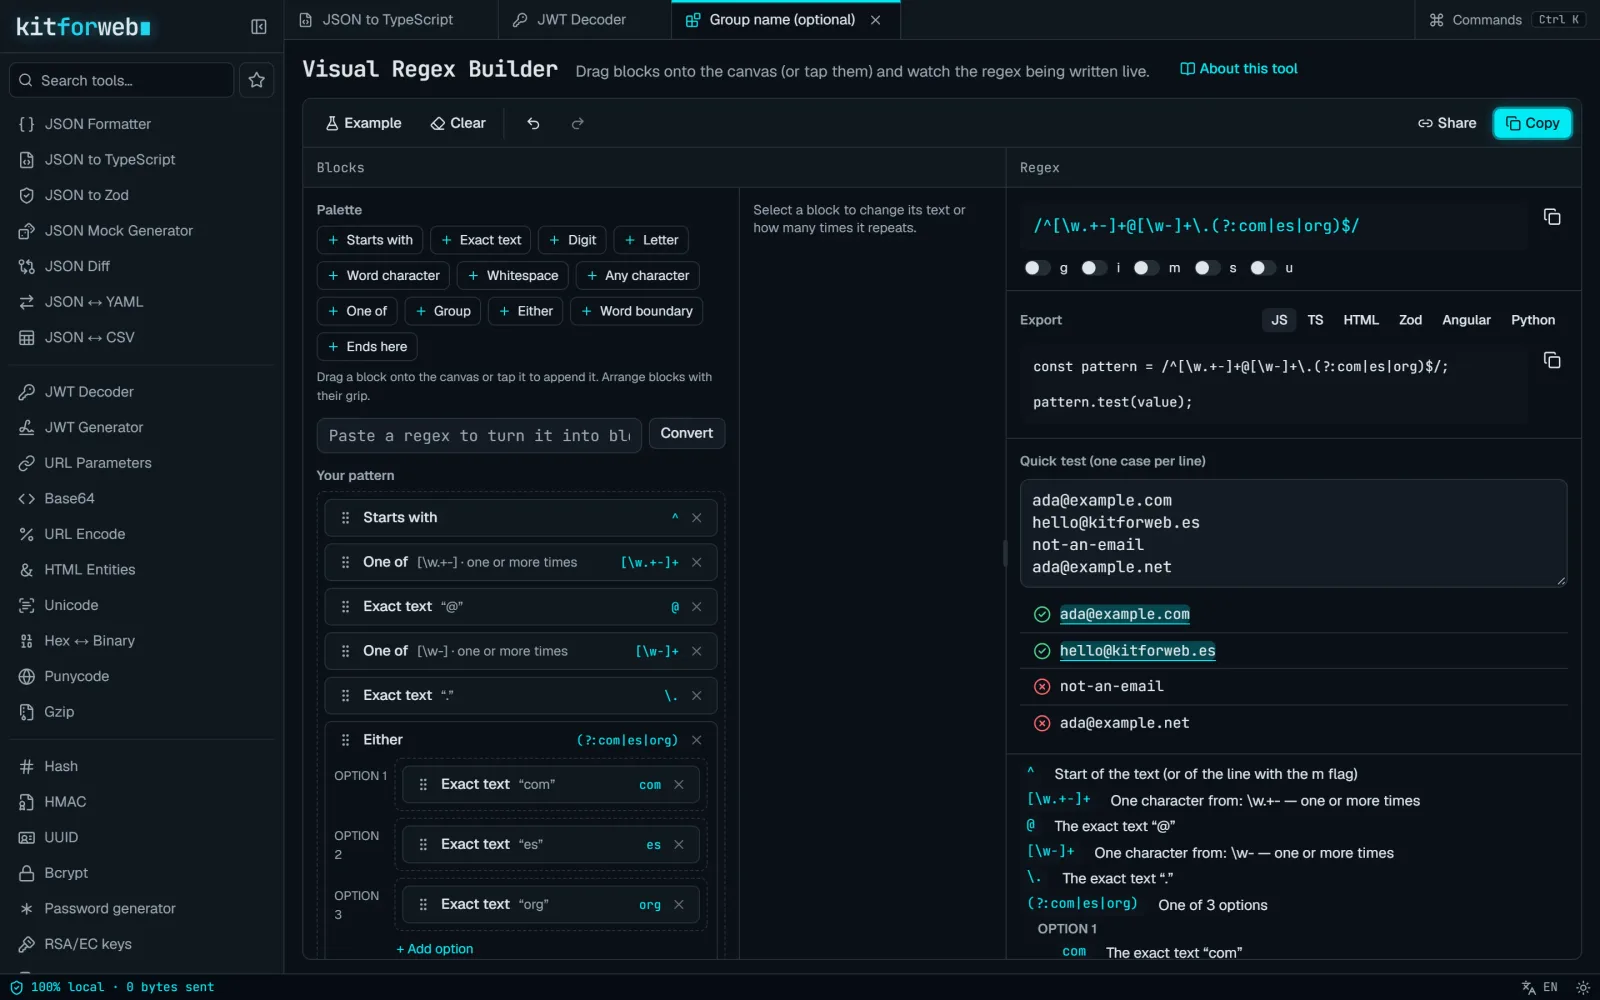 kitforweb
JSON to TypeScript
JWT Decoder
Group name (optional)
Commands
Ctrl K
Search tools...
JSON Formatter
JSON to TypeScript
JSON to Zod
JSON Mock Generator
JSON Diff
JSON ↔ YAML
JSON ↔ CSV
JWT Decoder
JWT Generator
URL Parameters
Base64
URL Encode
HTML Entities
Unicode
Hex ↔ Binary
Punycode
Gzip
Hash
HMAC
UUID
Bcrypt
Password generator
RSA/EC keys
Visual Regex Builder
Drag blocks onto the canvas (or tap them) and watch the regex being written live.
About this tool
Example
Clear
Share
Copy
Blocks
Palette
+ Starts with
+ Exact text
+ Digit
+ Letter
+ Word character
+ Whitespace
+ Any character
+ One of
+ Group
+ Either
+ Word boundary
+ Ends here
Drag a block onto the canvas or tap it to append it. Arrange blocks with
their grip.
Paste a regex to turn it into blo
Convert
Your pattern
Starts with ^
One of [\w.+-] · one or more times [\w.+-]+
Exact text “@” @
One of [\w-] · one or more times [\w-]+
Exact text “.” \.
Either (?:com|es|org)
OPTION 1
Exact text “com” com
OPTION
2
Exact text “es” es
OPTION
3
Exact text “org” org
+ Add option
Select a block to change its text or
how many times it repeats.
Regex
/^[\w.+-]+@[\w-]+\.(?:com|es|org)$/
g i m s u
Export
JS TS HTML Zod Angular Python
const pattern = /^[\w.+-]+@[\w-]+\.(?:com|es|org)$/;
pattern.test(value);
Quick test (one case per line)
ada@example.com
hello@kitforweb.es
not-an-email
ada@example.net
ada@example.com
hello@kitforweb.es
not-an-email
ada@example.net
^ Start of the text (or of the line with the m flag)
[\w.+-]+ One character from: \w.+- — one or more times
@ The exact text “@”
[\w-]+ One character from: \w- — one or more times
\. The exact text “.”
(?:com|es|org) One of 3 options
OPTION 1
com The exact text “com”
100% local · 0 bytes sent
EN